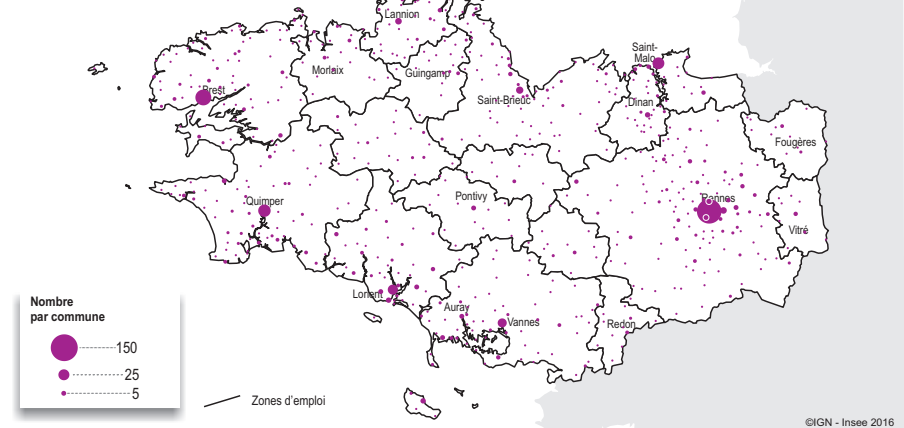 Lannion
Saint-
Malo
Morlaix
Guingamp
Brest
Saint-Brieuc
Dinan
Fougères
Pontivy
Quimper
Rennes
Vitré
Lorient
Auray
Vannes
Redon
Nombre
par commune
150
25
5
Zones d'emploi
©IGN - Insee 2016